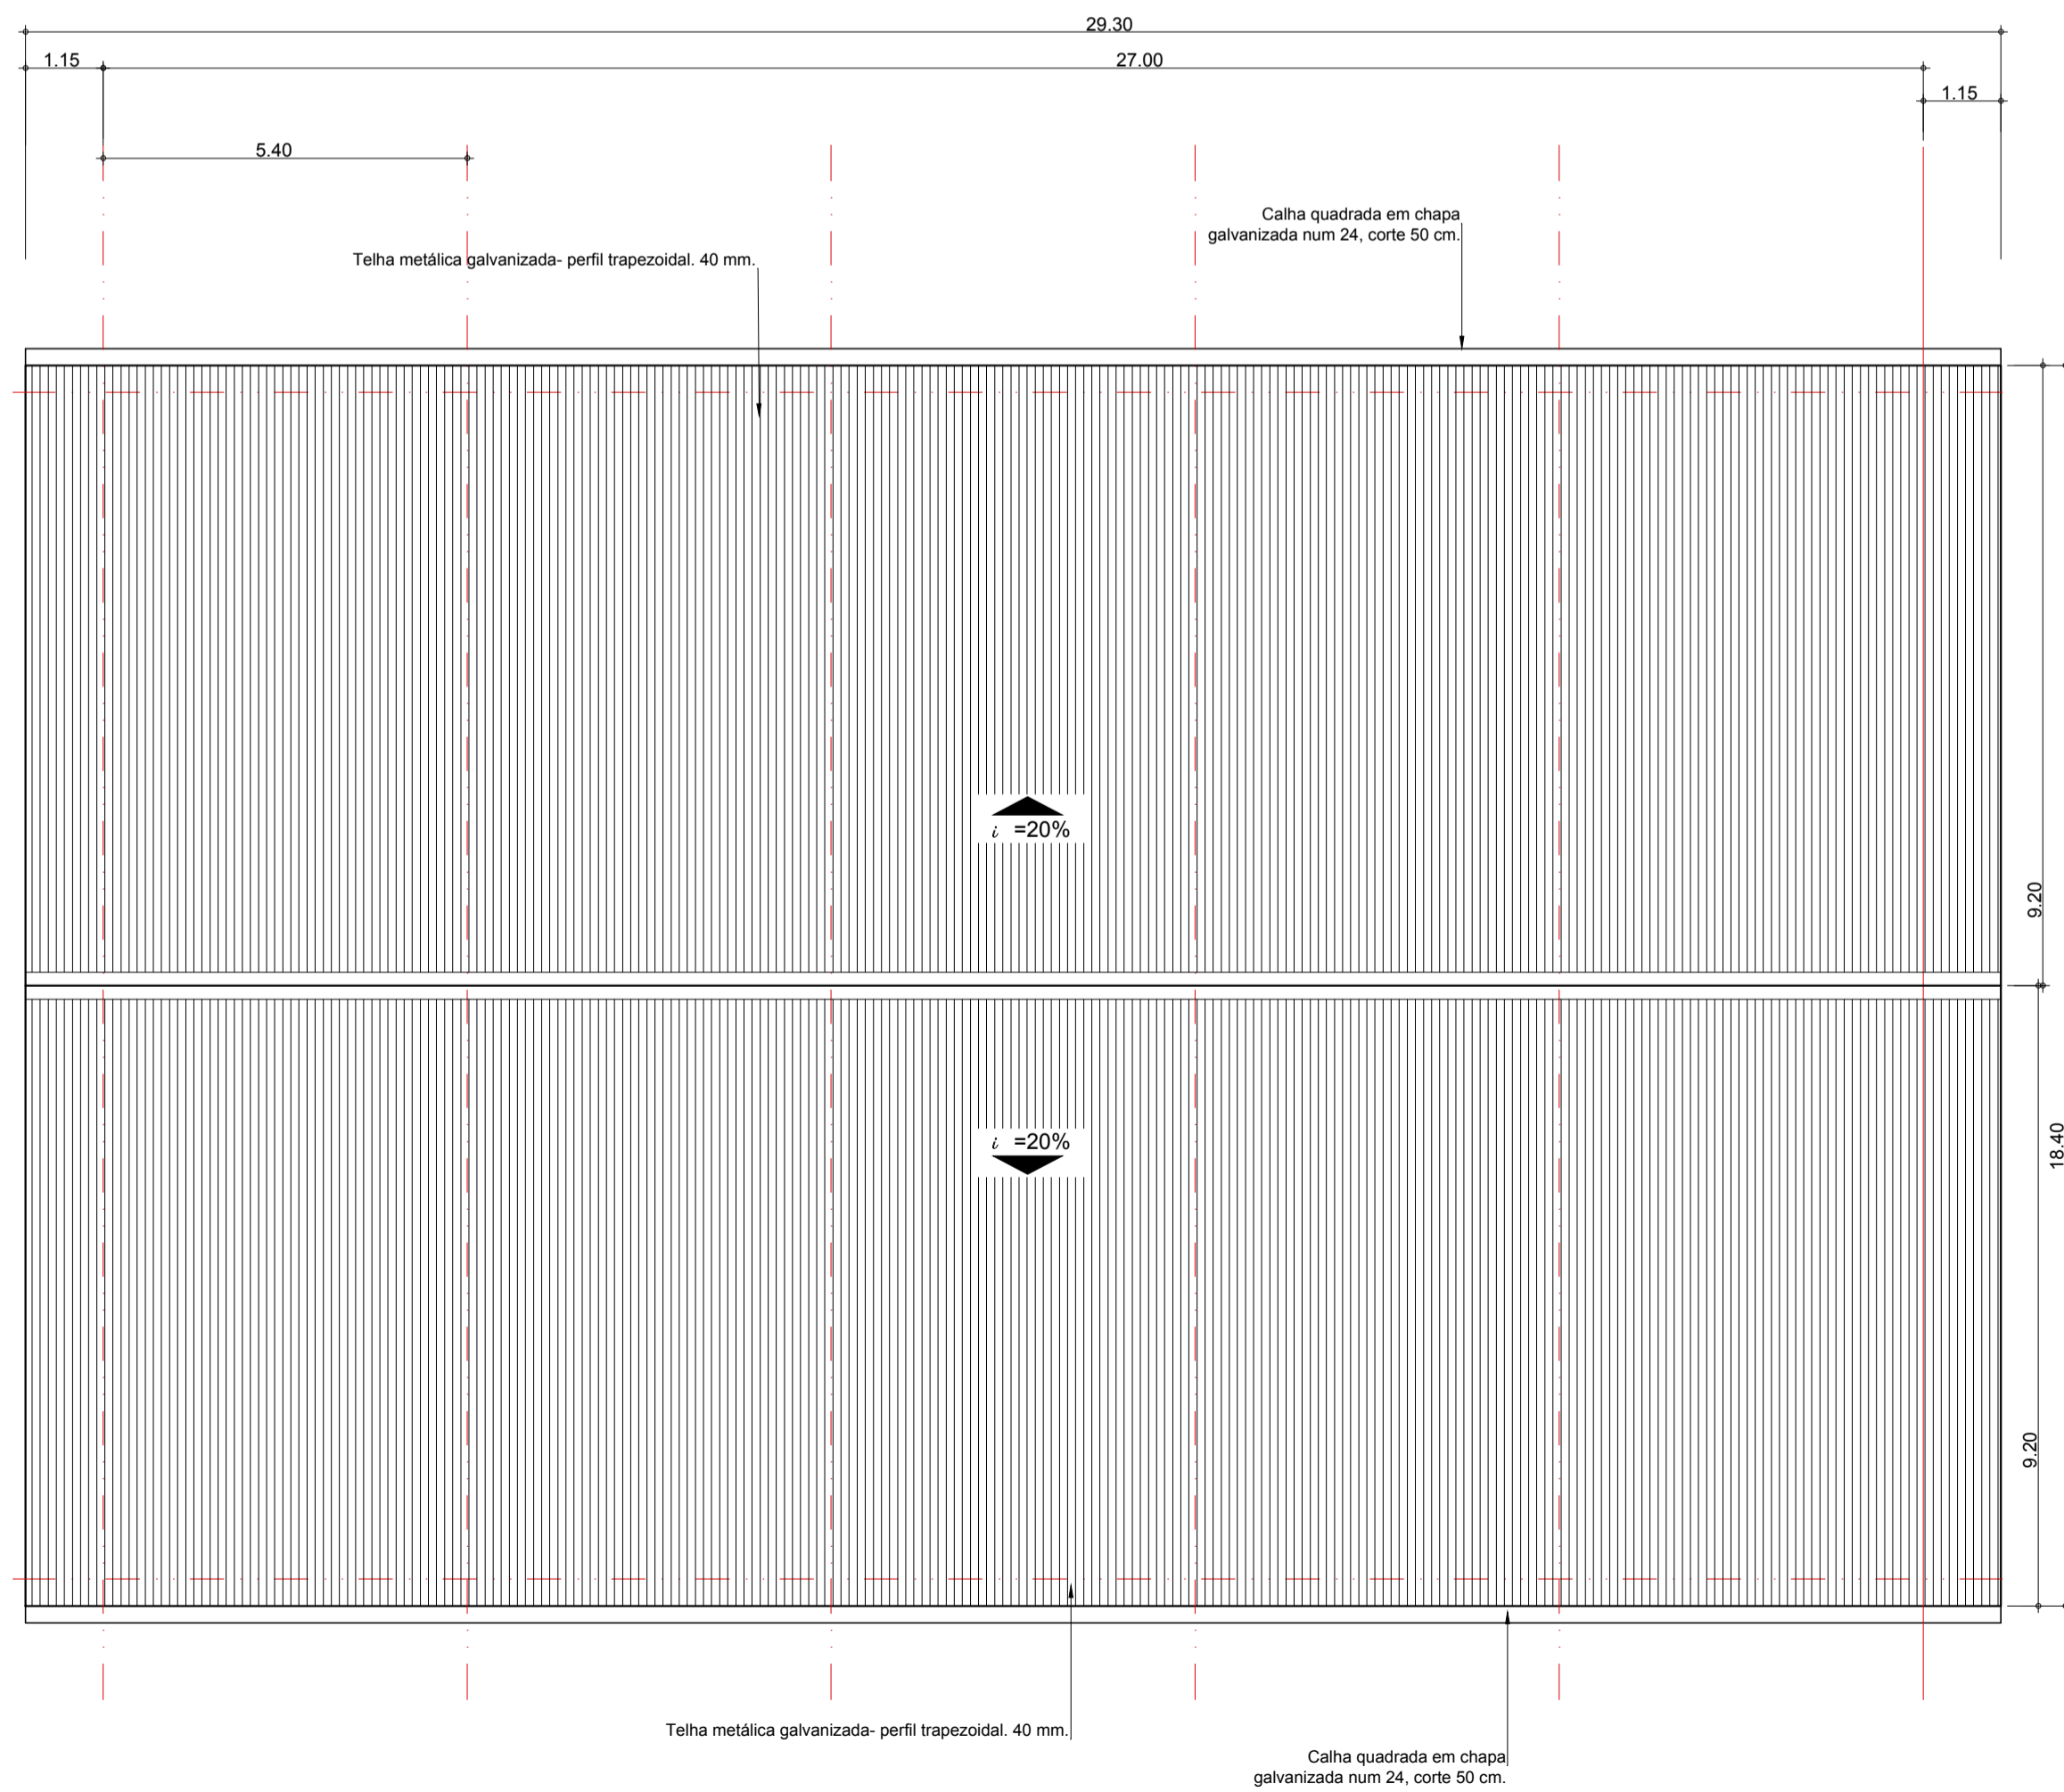 29.30
1.15
27.00
1.15
5.40
Calha quadrada em chapa
galvanizada num 24, corte 50 cm.
Telha metálica galvanizada- perfil trapezoidal. 40 mm.
i =20%
9.20
i =20%
18.40
9.20
Telha metálica galvanizada- perfil trapezoidal. 40 mm.
Calha quadrada em chapa
galvanizada num 24, corte 50 cm.